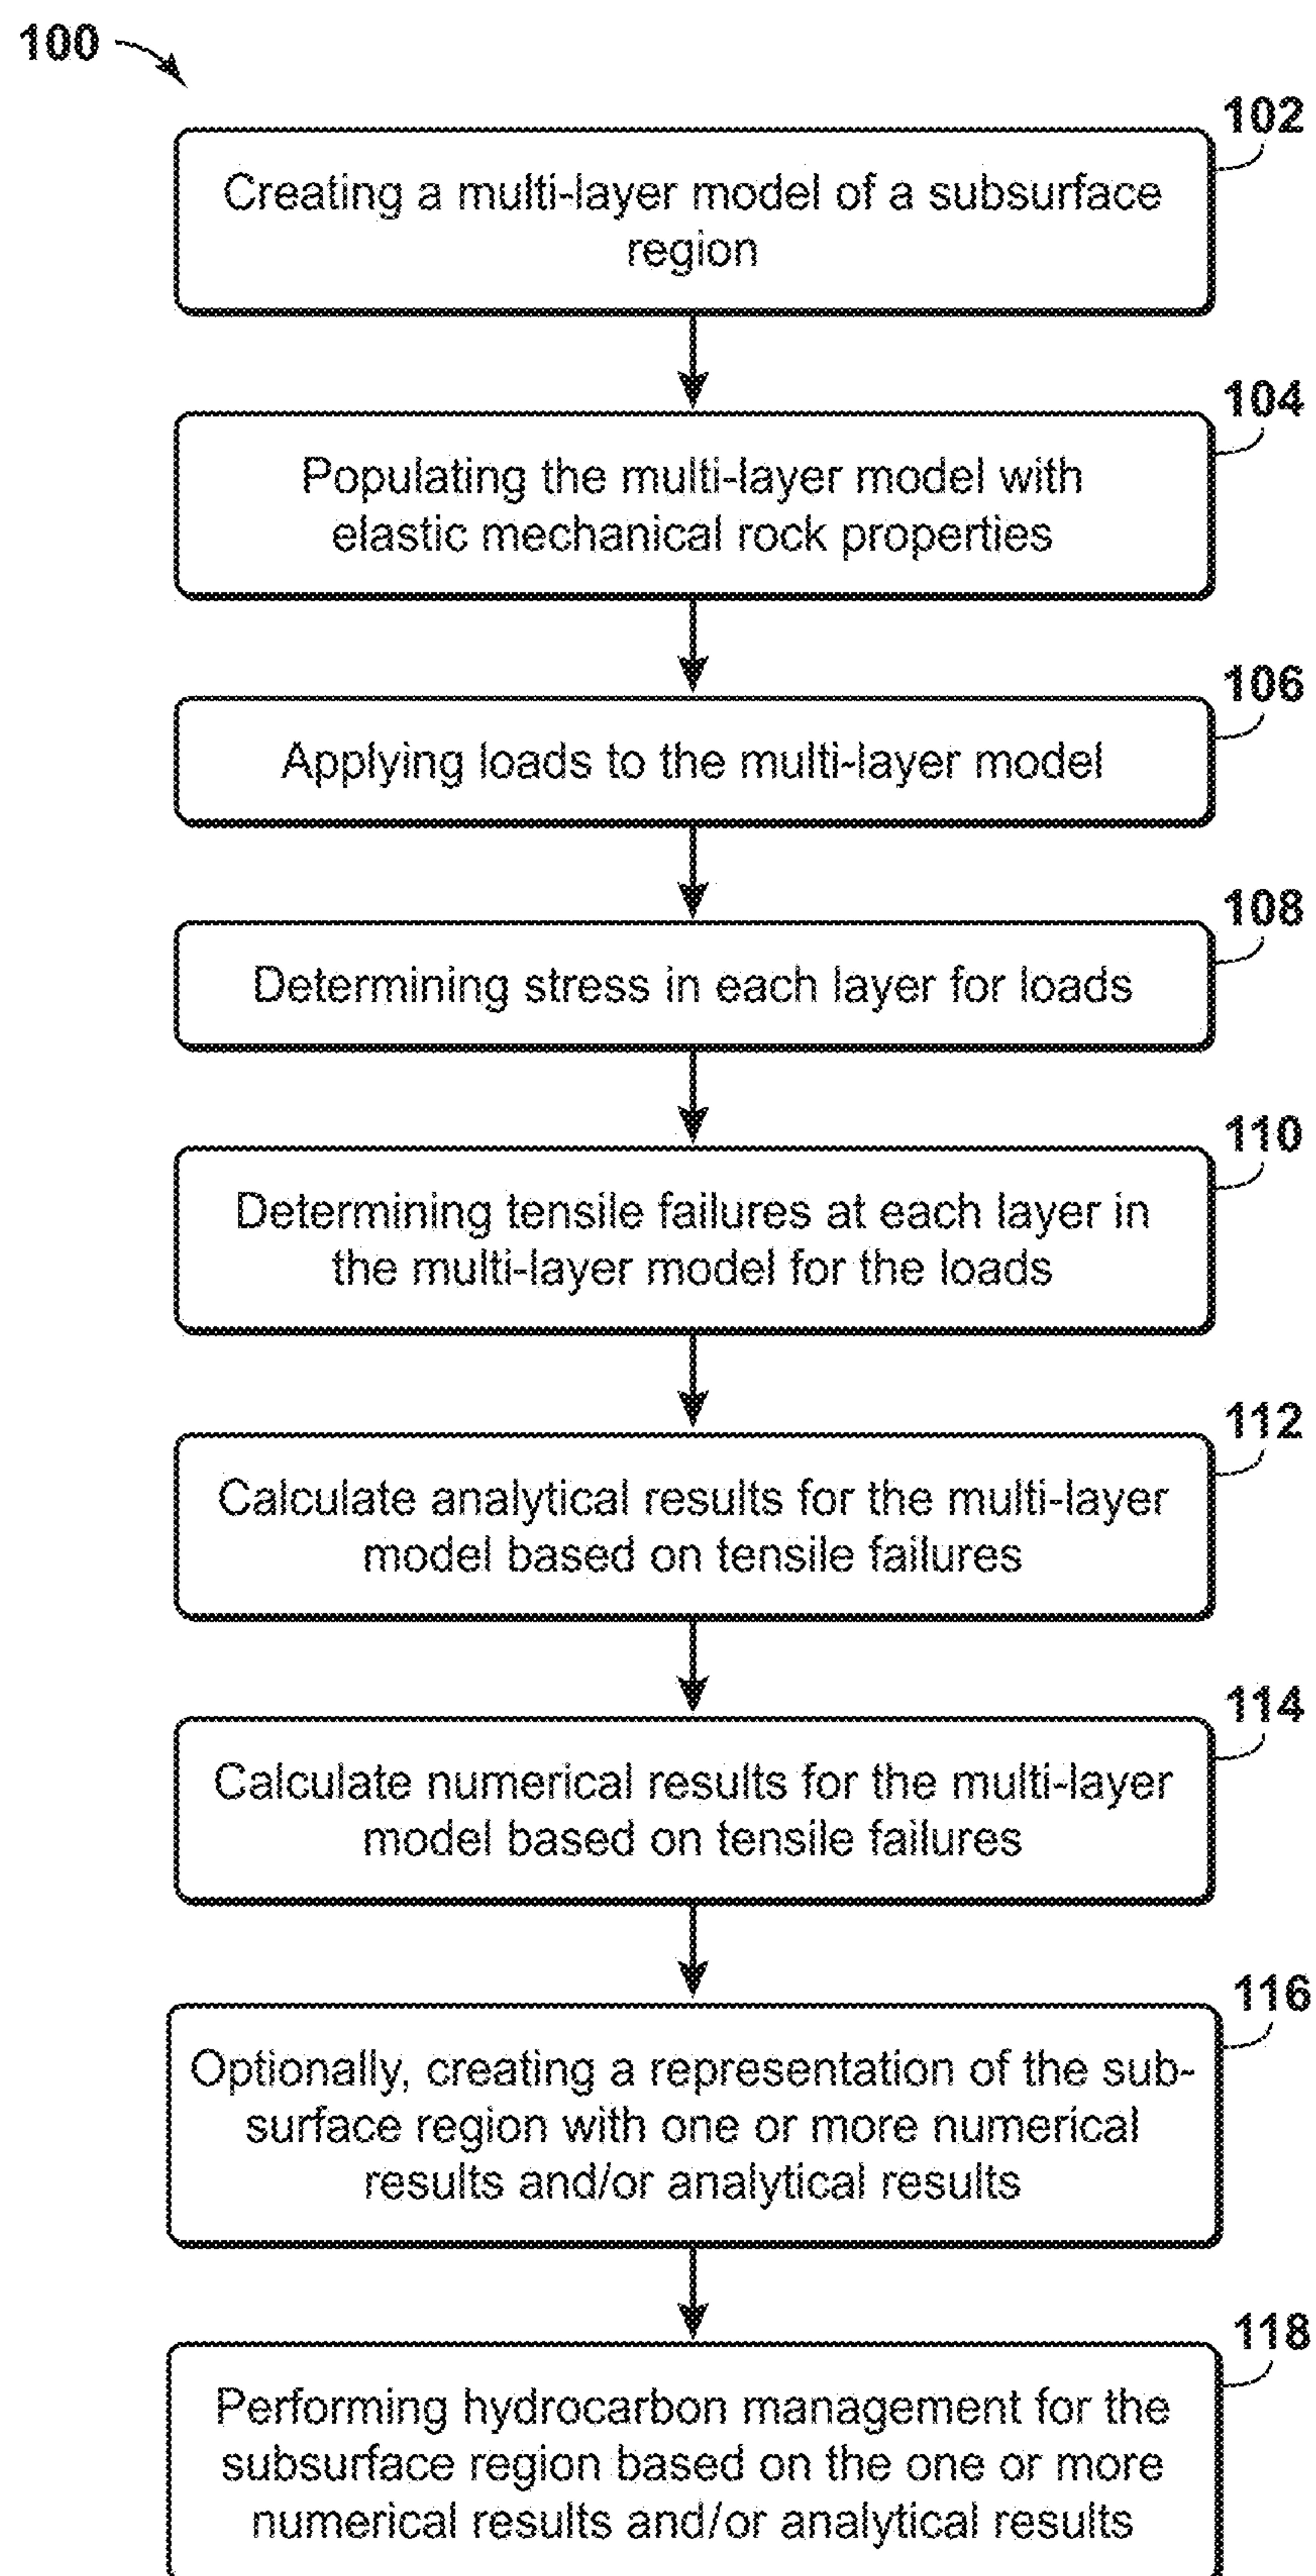 100
102
Creating a multi-layer model of a subsurface
region
104
Populating the multi-layer model with
elastic mechanical rock properties
106
Applying loads to the multi-layer model
108
Determining stress in each layer for loads
110
Determining tensile failures at each layer in
the multi-layer model for the loads
112
Calculate analytical results for the multi-layer
model based on tensile failures
114
Calculate numerical results for the multi-layer
model based on tensile failures
116
Optionally, creating a representation of the sub-
surface region with one or more numerical
results and/or analytical results
118
Performing hydrocarbon management for the
subsurface region based on the one or more
numerical results and/or analytical results